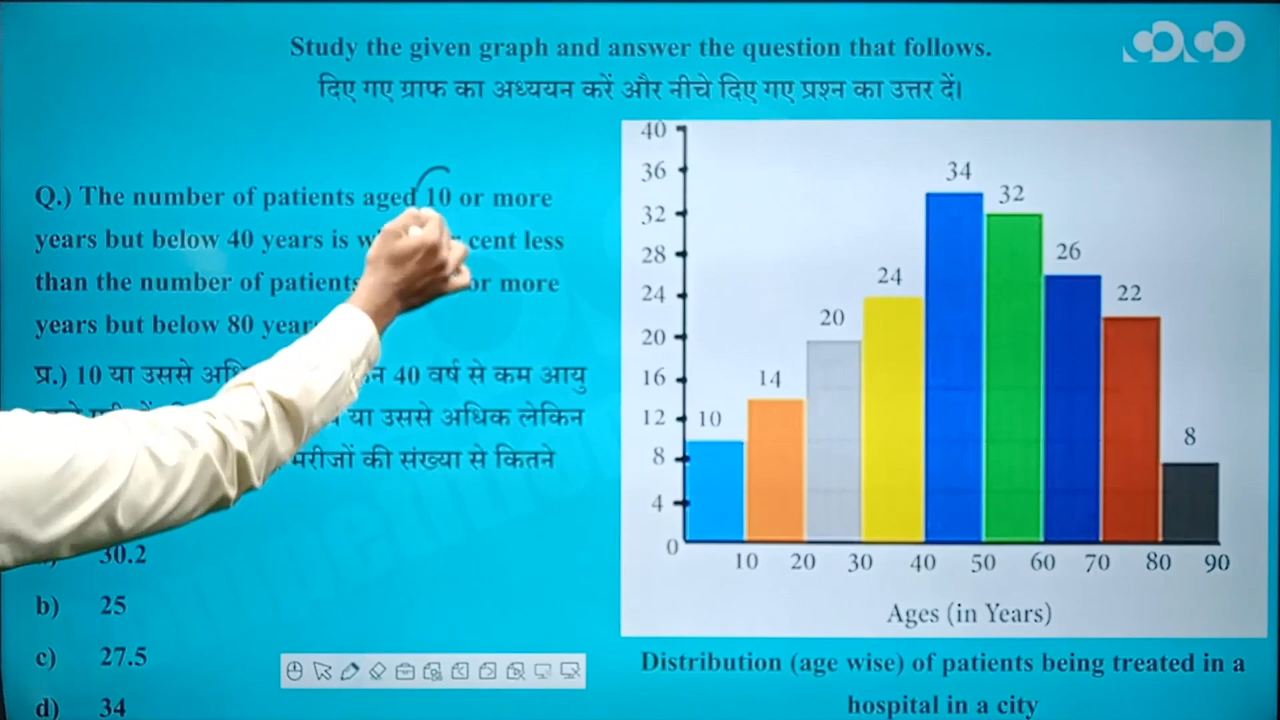 Study the given graph and answer the question that follows.
दिए गए ग्राफ का अध्ययन करें और नीचे दिए गए प्रश्न का उत्तर दें।
Q.) The number of patients aged 10 or more
years but below 40 years is cent less
than the number of patients or more
years but below 80
प्र.) 10 या उससे 40 वर्ष से कम आयु
या उससे अधिक लेकिन
मरीजों की संख्या से कितने
30.2
b) 25
c) 27.5
d) 34
40
36
32
28
24
20
16
12
8
4
0
10
14
20
24
34
32
26
22
8
10 20 30 40 50 60 70 80 90
Ages (in Years)
Distribution (age wise) of patients being treated in a
hospital in a city